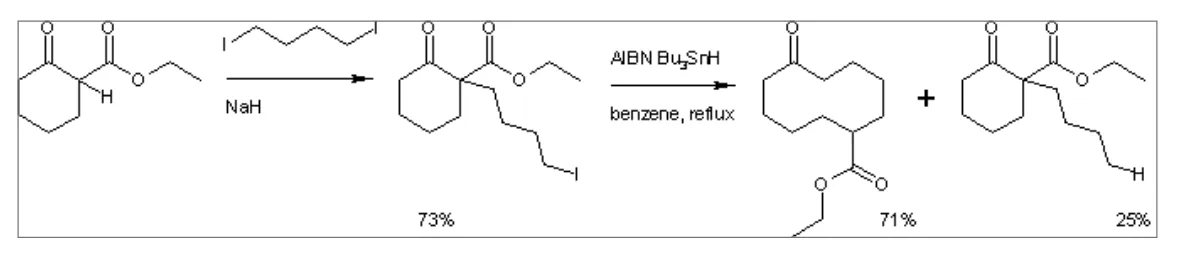 O O I I O O O O
O AIBN Bu3SnH O O
H NaH benzene, reflux +
I O O H
73% 71% 25%